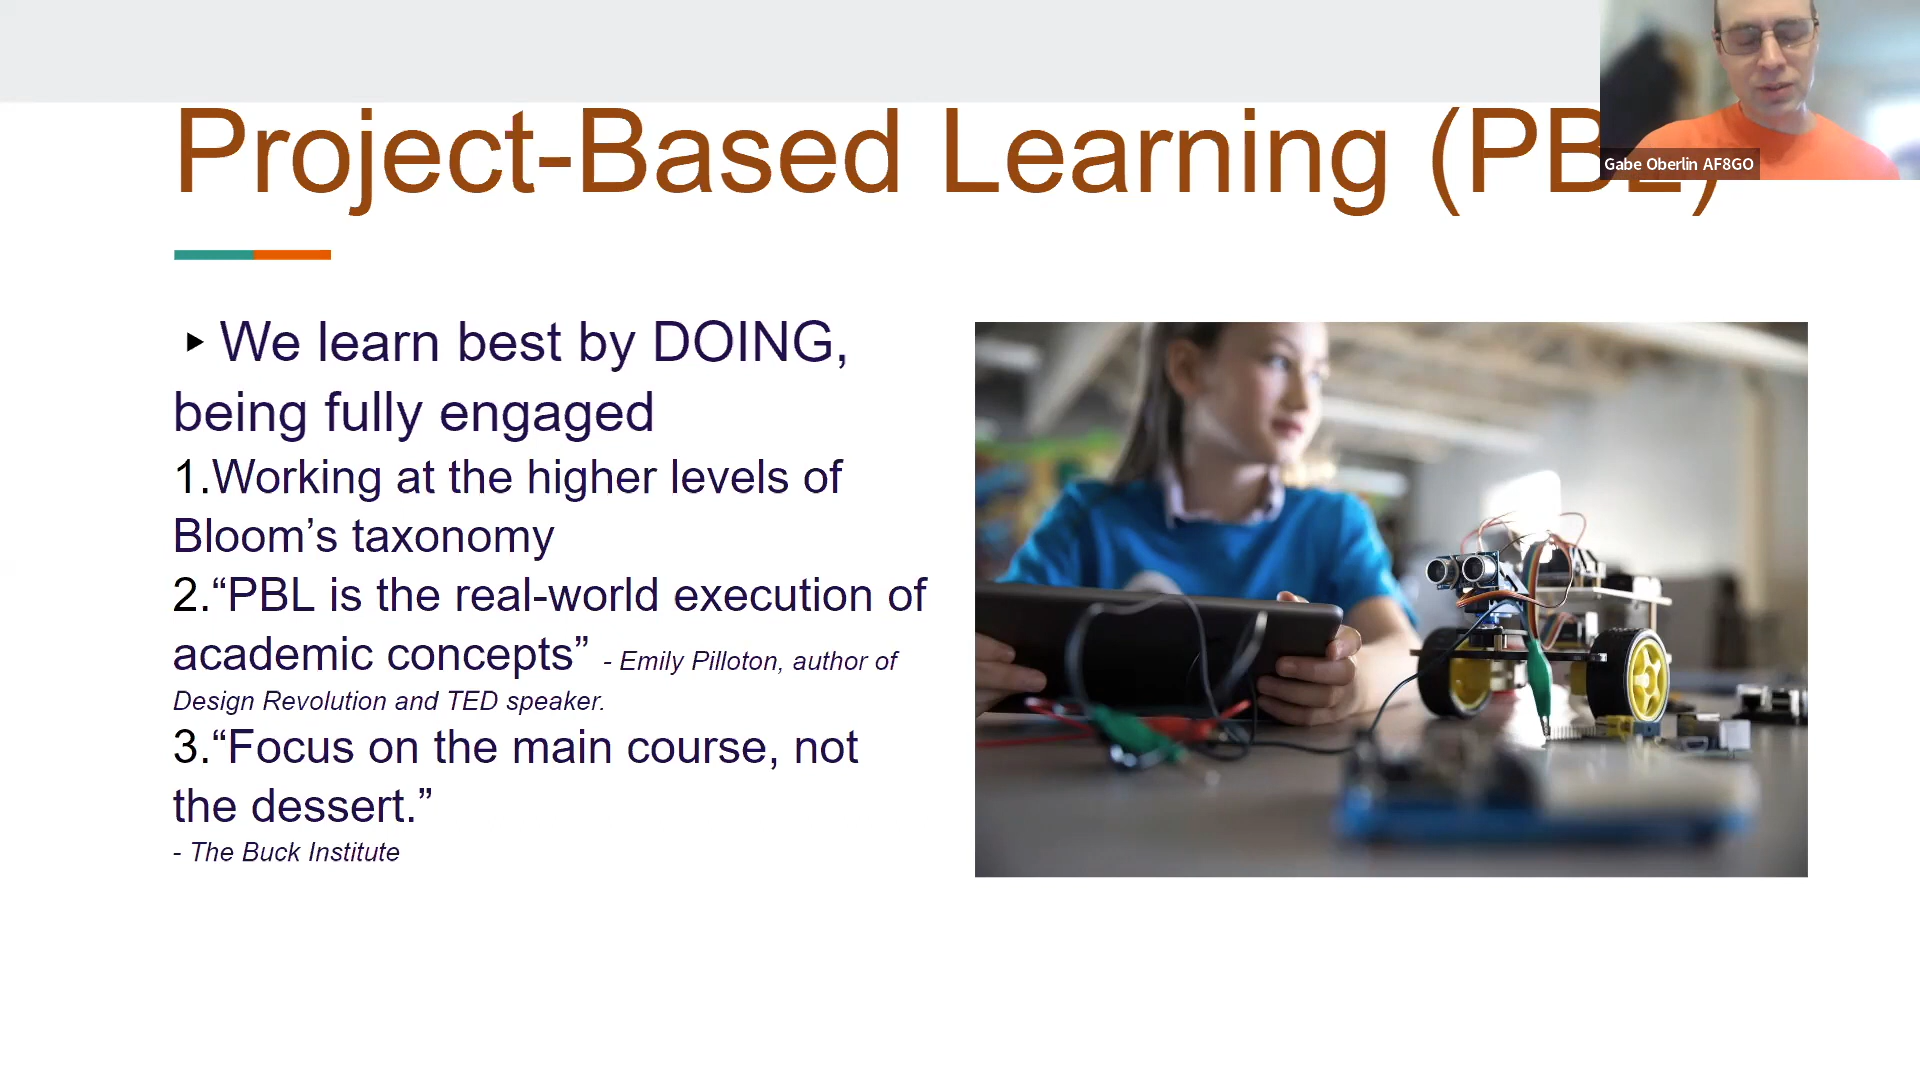 Project-Based Learning (PBL)
Gabe Oberlin AF8GO
‣ We learn best by DOING,
being fully engaged
1.Working at the higher levels of
Bloom’s taxonomy
2.“PBL is the real-world execution of
academic concepts” - Emily Pilloton, author of
Design Revolution and TED speaker.
3.“Focus on the main course, not
the dessert.”
- The Buck Institute